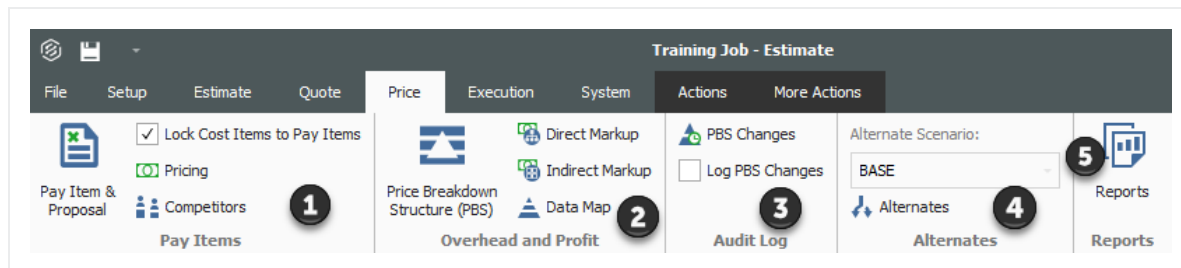 Training Job - Estimate
File Setup Estimate Quote Price Execution System Actions More Actions
Pay Item &
Proposal
Lock Cost Items to Pay Items
Pricing
Competitors
1
Pay Items
Price Breakdown
Structure (PBS)
Direct Markup
Indirect Markup
Data Map
2
Overhead and Profit
PBS Changes
Log PBS Changes
3
Audit Log
Alternate Scenario:
BASE
Alternates
4
Alternates
5
Reports
Reports